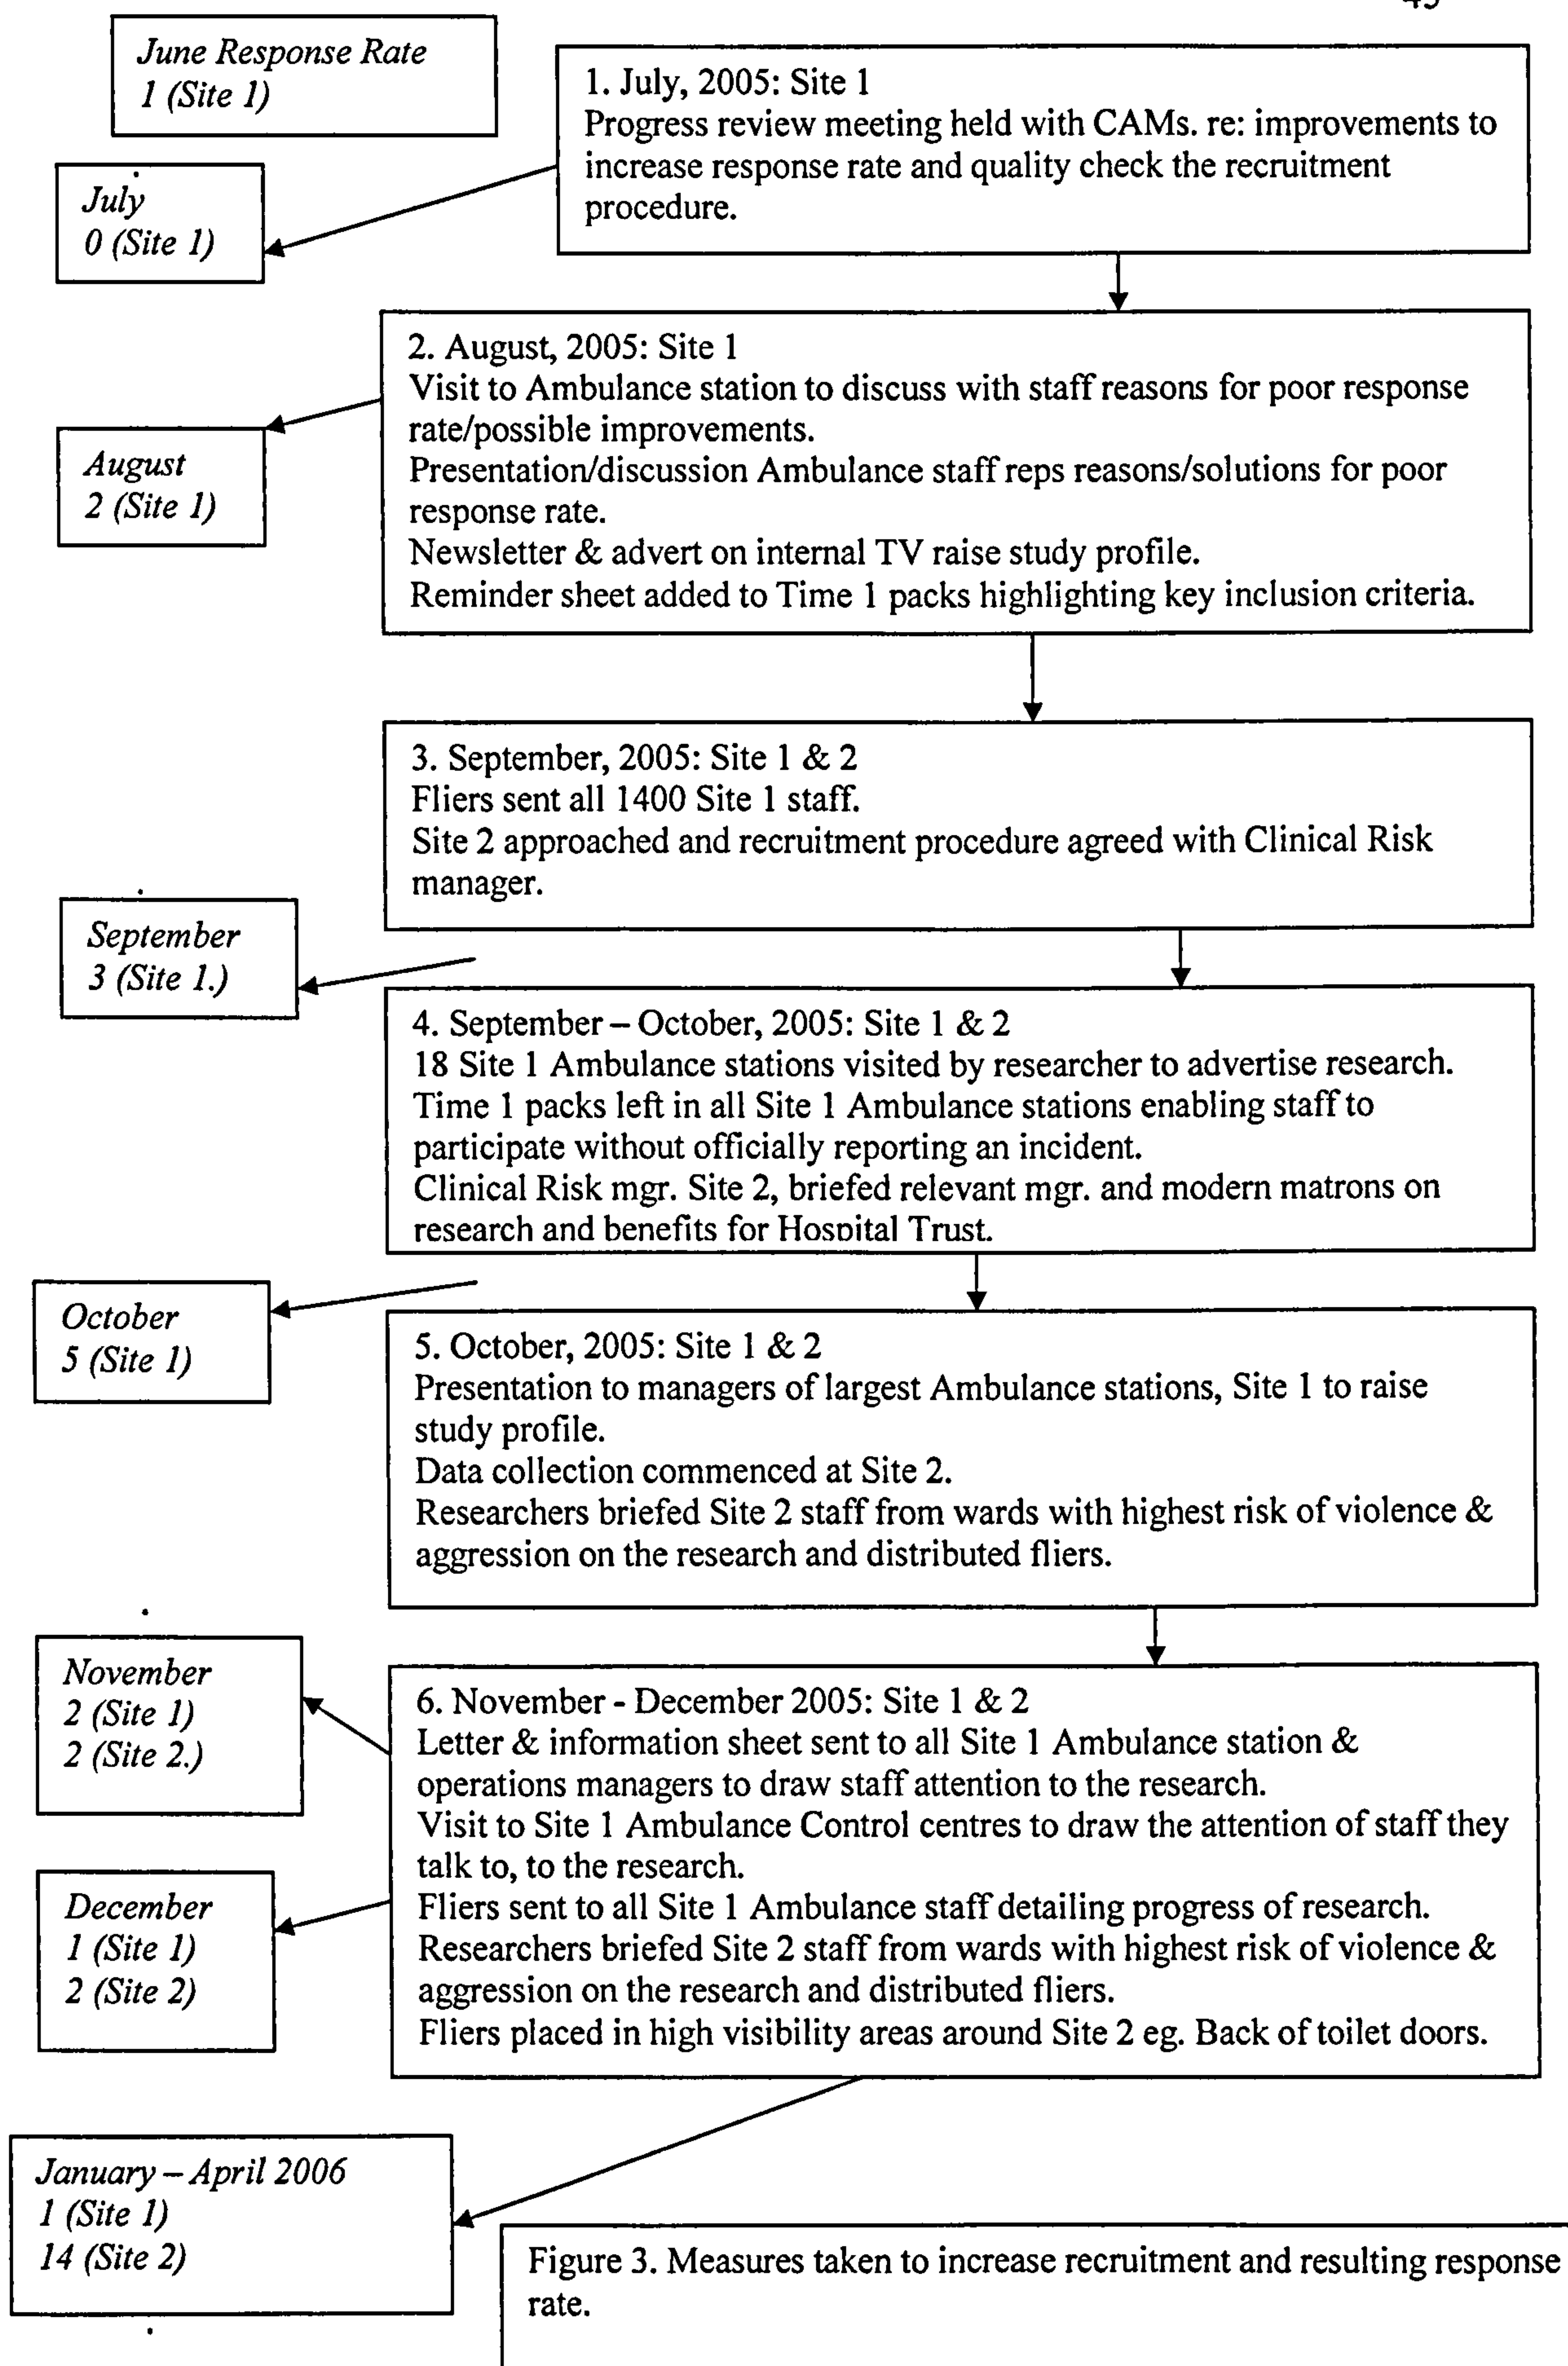 June Response Rate
1 (Site 1)
1. July, 2005: Site 1
Progress review meeting held with CAMs. re: improvements to
increase response rate and quality check the recruitment
procedure.
July
0 (Site 1)
2. August, 2005: Site 1
Visit to Ambulance station to discuss with staff reasons for poor response
rate/possible improvements.
Presentation/discussion Ambulance staff reps reasons/solutions for poor
response rate.
Newsletter & advert on internal TV raise study profile.
Reminder sheet added to Time 1 packs highlighting key inclusion criteria.
August
2 (Site 1)
3. September, 2005: Site 1 & 2
Fliers sent all 1400 Site 1 staff.
Site 2 approached and recruitment procedure agreed with Clinical Risk
manager.
September
3 (Site 1.)
4. September – October, 2005: Site 1 & 2
18 Site 1 Ambulance stations visited by researcher to advertise research.
Time 1 packs left in all Site 1 Ambulance stations enabling staff to
participate without officially reporting an incident.
Clinical Risk mgr. Site 2, briefed relevant mgr. and modern matrons on
research and benefits for Hospital Trust.
October
5 (Site 1)
5. October, 2005: Site 1 & 2
Presentation to managers of largest Ambulance stations, Site 1 to raise
study profile.
Data collection commenced at Site 2.
Researchers briefed Site 2 staff from wards with highest risk of violence &
aggression on the research and distributed fliers.
November
2 (Site 1)
2 (Site 2.)
6. November - December 2005: Site 1 & 2
Letter & information sheet sent to all Site 1 Ambulance station &
operations managers to draw staff attention to the research.
Visit to Site 1 Ambulance Control centres to draw the attention of staff they
talk to, to the research.
Fliers sent to all Site 1 Ambulance staff detailing progress of research.
Researchers briefed Site 2 staff from wards with highest risk of violence &
aggression on the research and distributed fliers.
Fliers placed in high visibility areas around Site 2 eg. Back of toilet doors.
December
1 (Site 1)
2 (Site 2)
January – April 2006
1 (Site 1)
14 (Site 2)
Figure 3. Measures taken to increase recruitment and resulting response
rate.